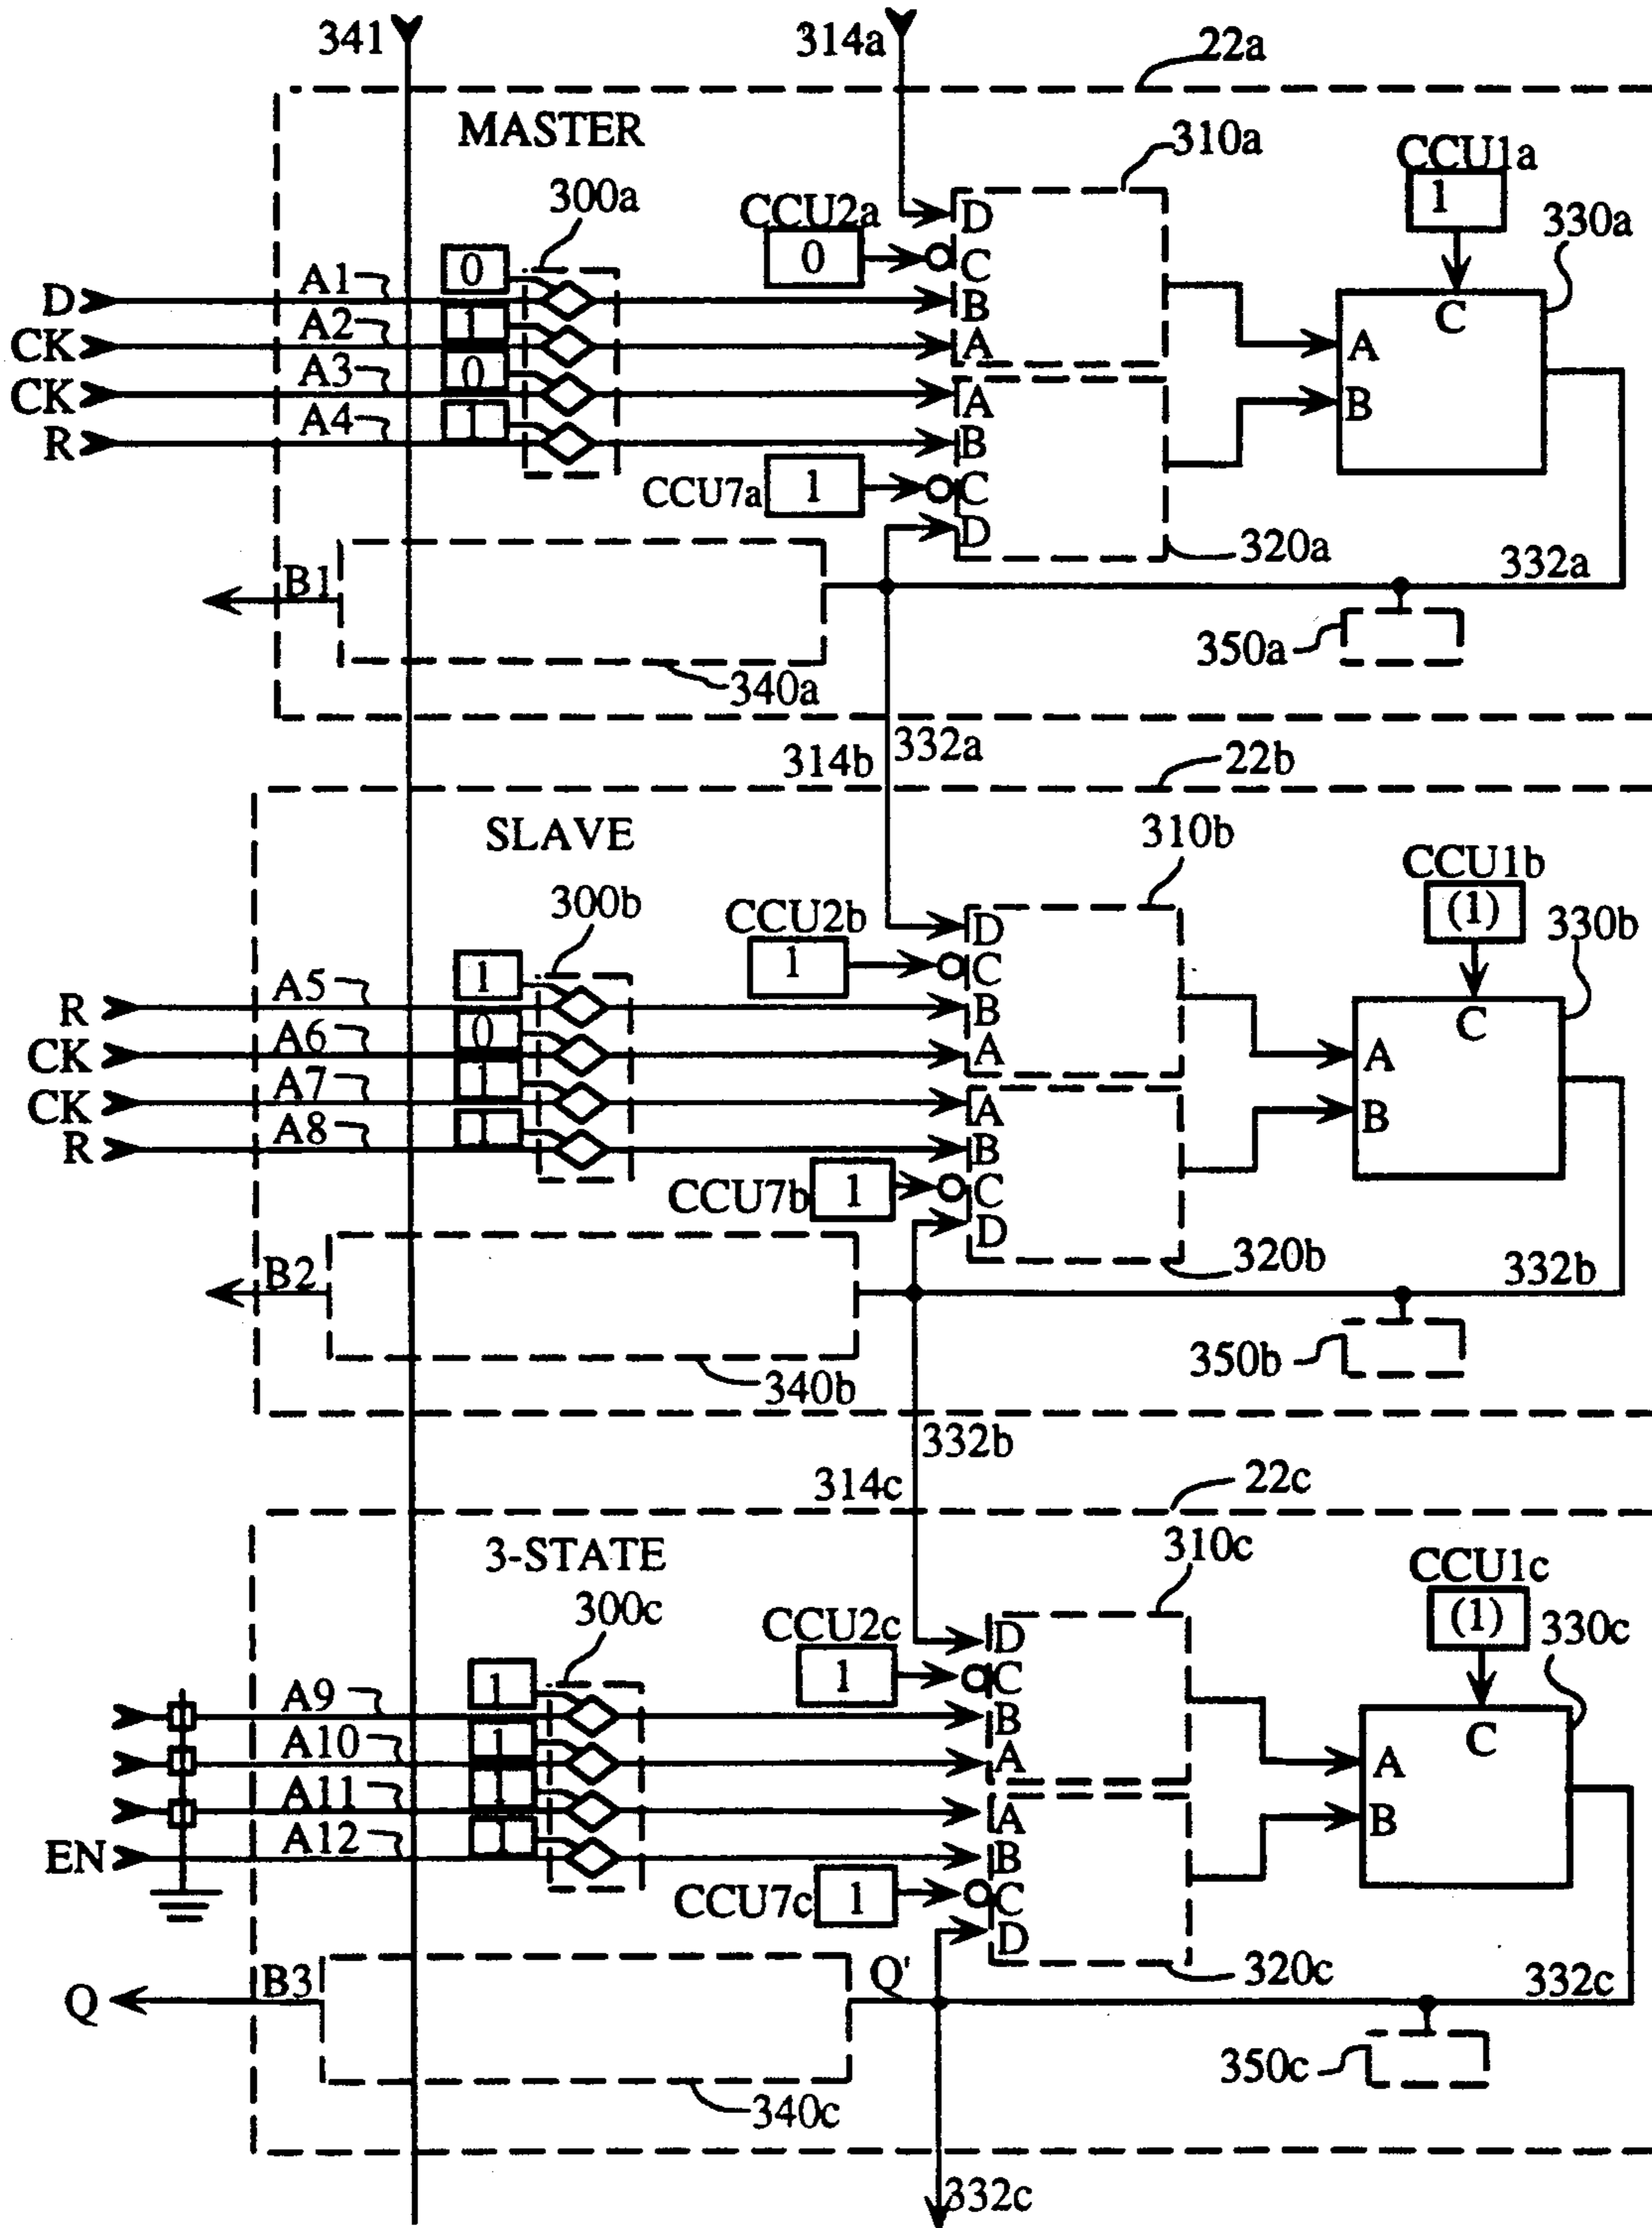 341
314a
22a
MASTER
310a
CCU1a
1
300a
CCU2a
330a
D
0
0
C
C
D
A1
B
CK
A2
1
A
A
CK
A3
0
A
B
R
A4
1
B
CCU7a
1
C
D
320a
332a
B1
350a
340a
332a
314b
22b
SLAVE
310b
CCU1b
(1)
300b
CCU2b
330b
D
1
1
C
C
R
A5
B
CK
A6
0
A
A
CK
A7
1
A
B
R
A8
1
B
CCU7b
1
C
D
320b
332b
B2
350b
340b
332b
314c
22c
3-STATE
310c
CCU1c
(1)
300c
CCU2c
330c
D
1
1
C
A9
B
C
A10
1
A
A
A11
1
A
B
EN
A12
1
B
CCU7c
1
C
D
320c
332c
Q
B3
Q'
350c
340c
332c